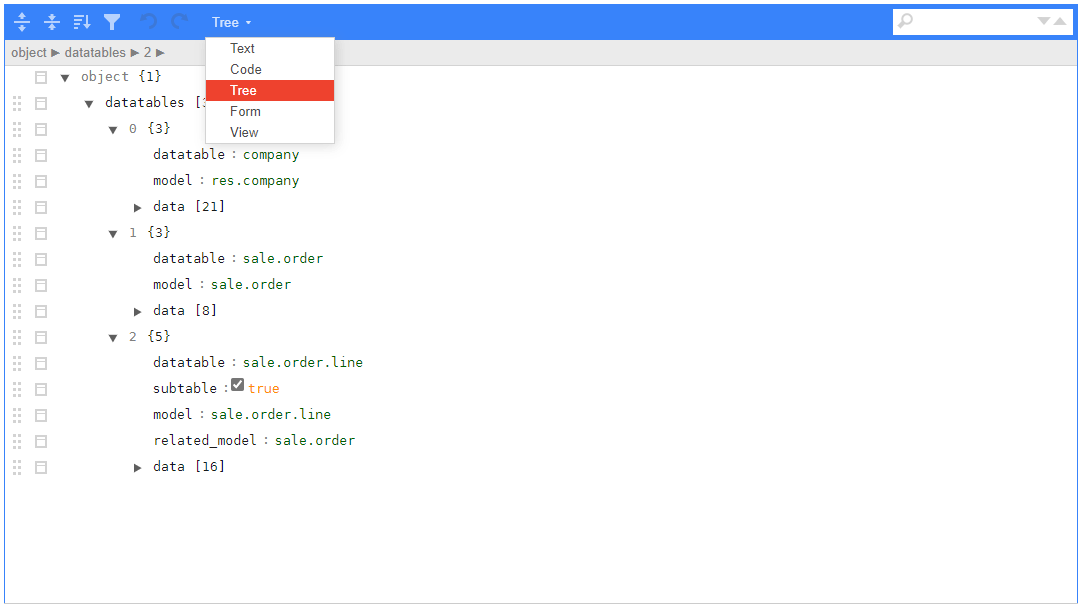 Tree
object ► datatables ► 2 ►
Text
Code
Tree
Form
View
object {1}
datatables [3
0 {3}
datatable : company
model : res.company
data [21]
1 {3}
datatable : sale.order
model : sale.order
data [8]
2 {5}
datatable : sale.order.line
subtable : true
model : sale.order.line
related_model : sale.order
data [16]